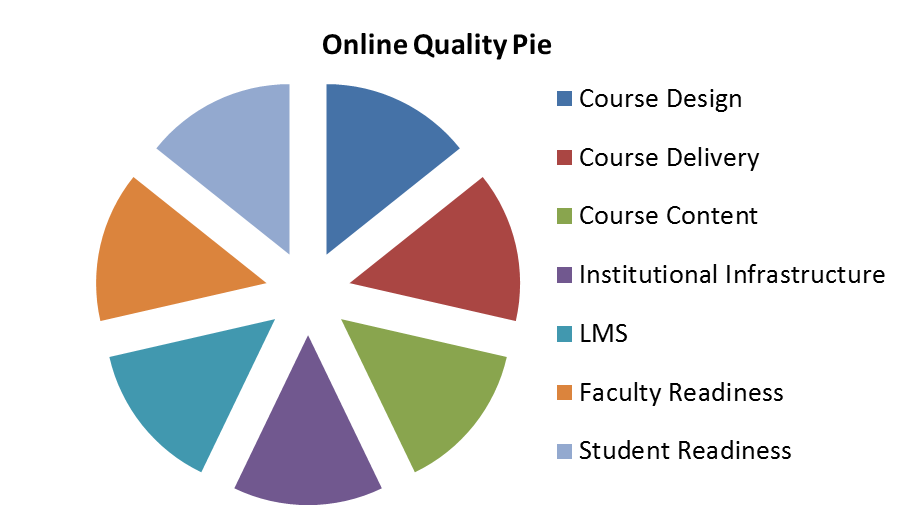 Online Quality Pie
Course Design
Course Delivery
Course Content
Institutional Infrastructure
LMS
Faculty Readiness
Student Readiness